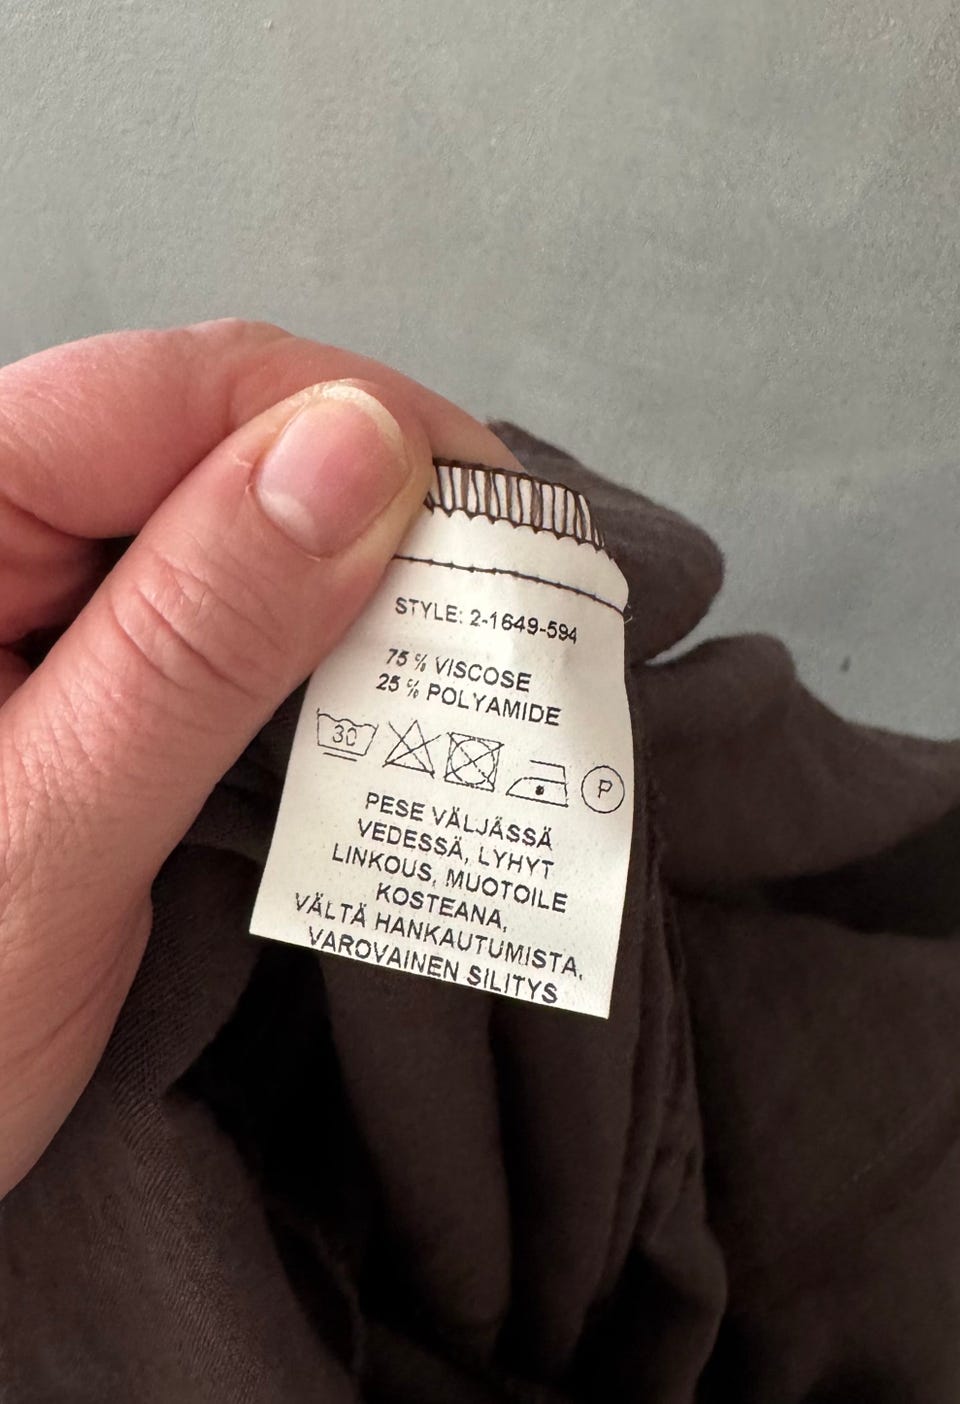 STYLE: 2-1649-594
75 % VISCOSE
25 % POLYAMIDE
30 P
PESE VÄLJÄSSÄ
VEDESSÄ, LYHYT
LINKOUS, MUOTOILE
KOSTEANA,
VÄLTÄ HANKAUTUMISTA,
VAROVAINEN SILITYS